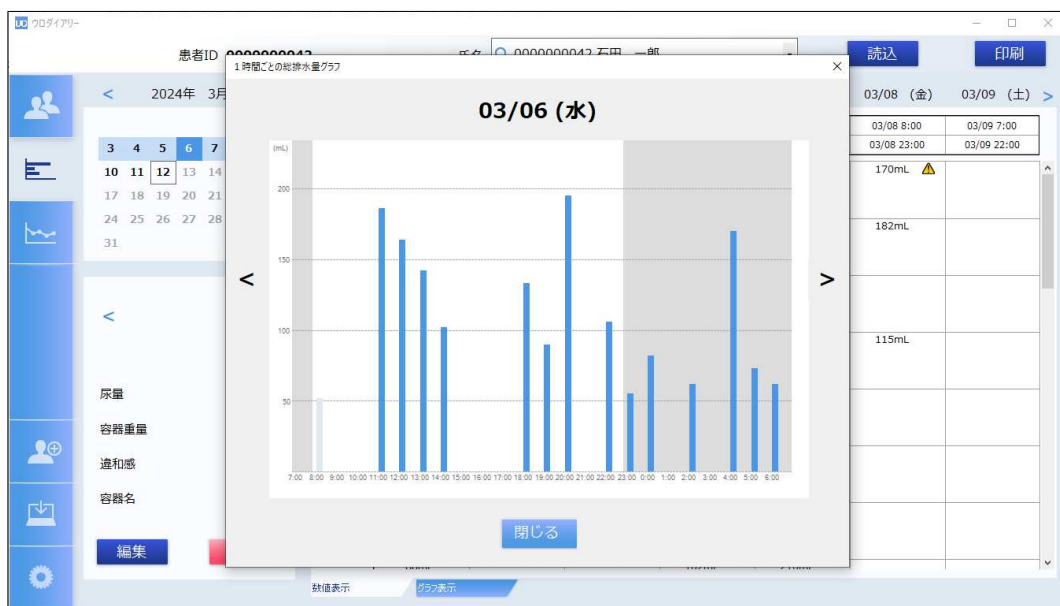 UD ウロダイアリー
患者ID 0000000042
氏名 0000000042 石田 一郎
読込
印刷
1時間ごとの総排水量グラフ
< 2024年 3月
03/08 (金) 03/09 (土) >
03/06 (水)
03/08 8:00 03/09 7:00
03/08 23:00 03/09 22:00
3 4 5 6 7
10 11 12 13 14
17 18 19 20 21
24 25 26 27 28
31
(mL)
200
150
100
50
7:00 8:00 9:00 10:00 11:00 12:00 13:00 14:00 15:00 16:00 17:00 18:00 19:00 20:00 21:00 22:00 23:00 0:00 1:00 2:00 3:00 4:00 5:00 6:00
< >
170mL
182mL
115mL
<
尿量
容器重量
違和感
容器名
閉じる
編集
数値表示
グラフ表示